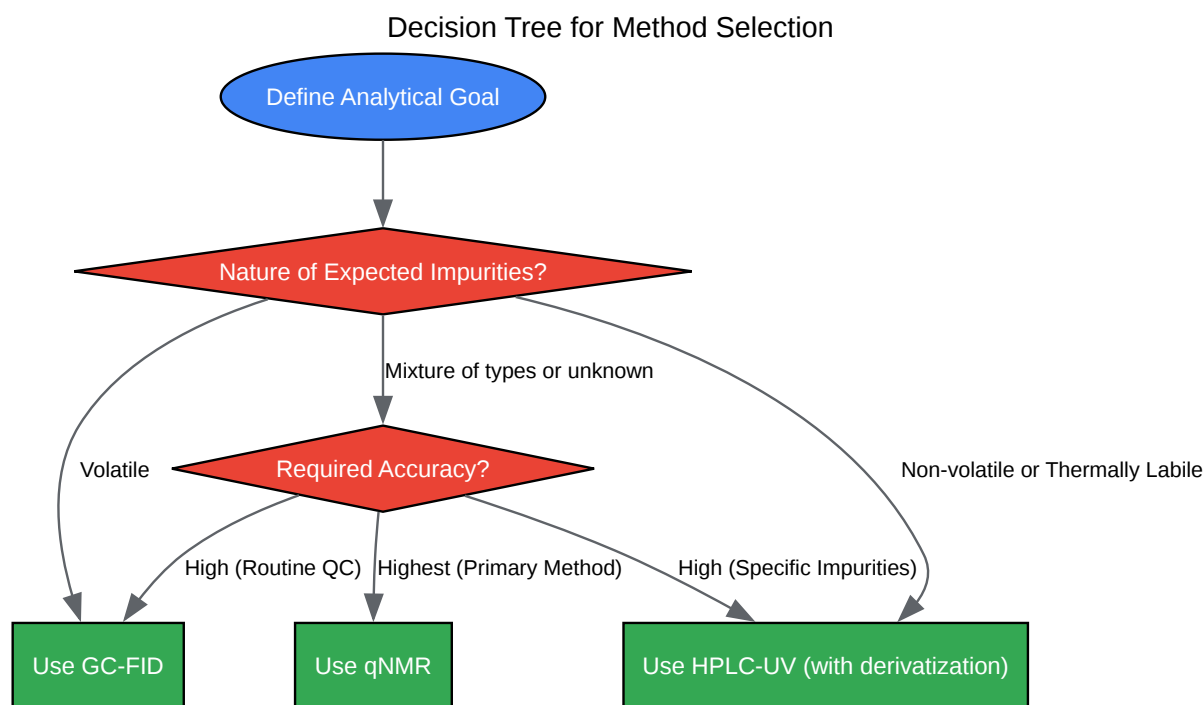 Decision Tree for Method Selection
Define Analytical Goal
Nature of Expected Impurities?
Mixture of types or unknown
Volatile
Required Accuracy?
Non-volatile or Thermally Labile
High (Routine QC)
Highest (Primary Method)
High (Specific Impurities)
Use GC-FID
Use qNMR
Use HPLC-UV (with derivatization)